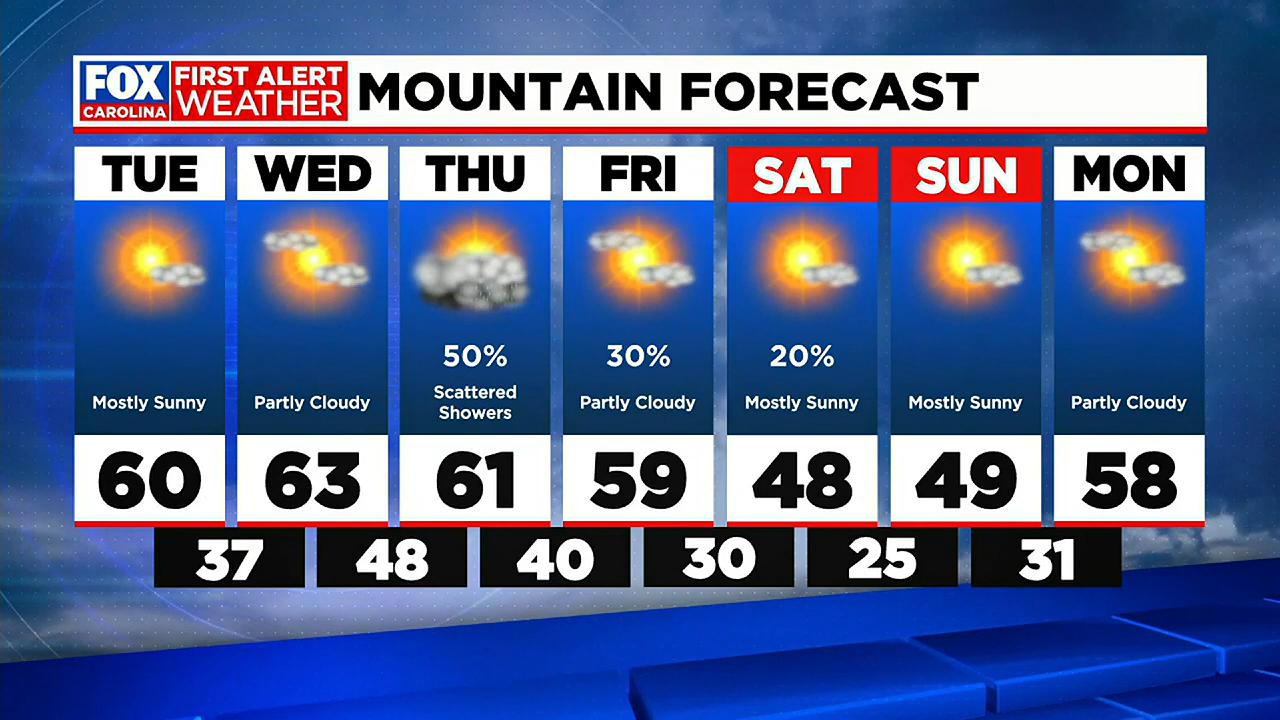 FOX
CAROLINA
FIRST ALERT
WEATHER
MOUNTAIN FORECAST
TUE WED THU FRI SAT SUN MON
50% 30% 20%
Mostly Sunny Partly Cloudy Scattered Showers Partly Cloudy Mostly Sunny Mostly Sunny Partly Cloudy
60 63 61 59 48 49 58
37 48 40 30 25 31